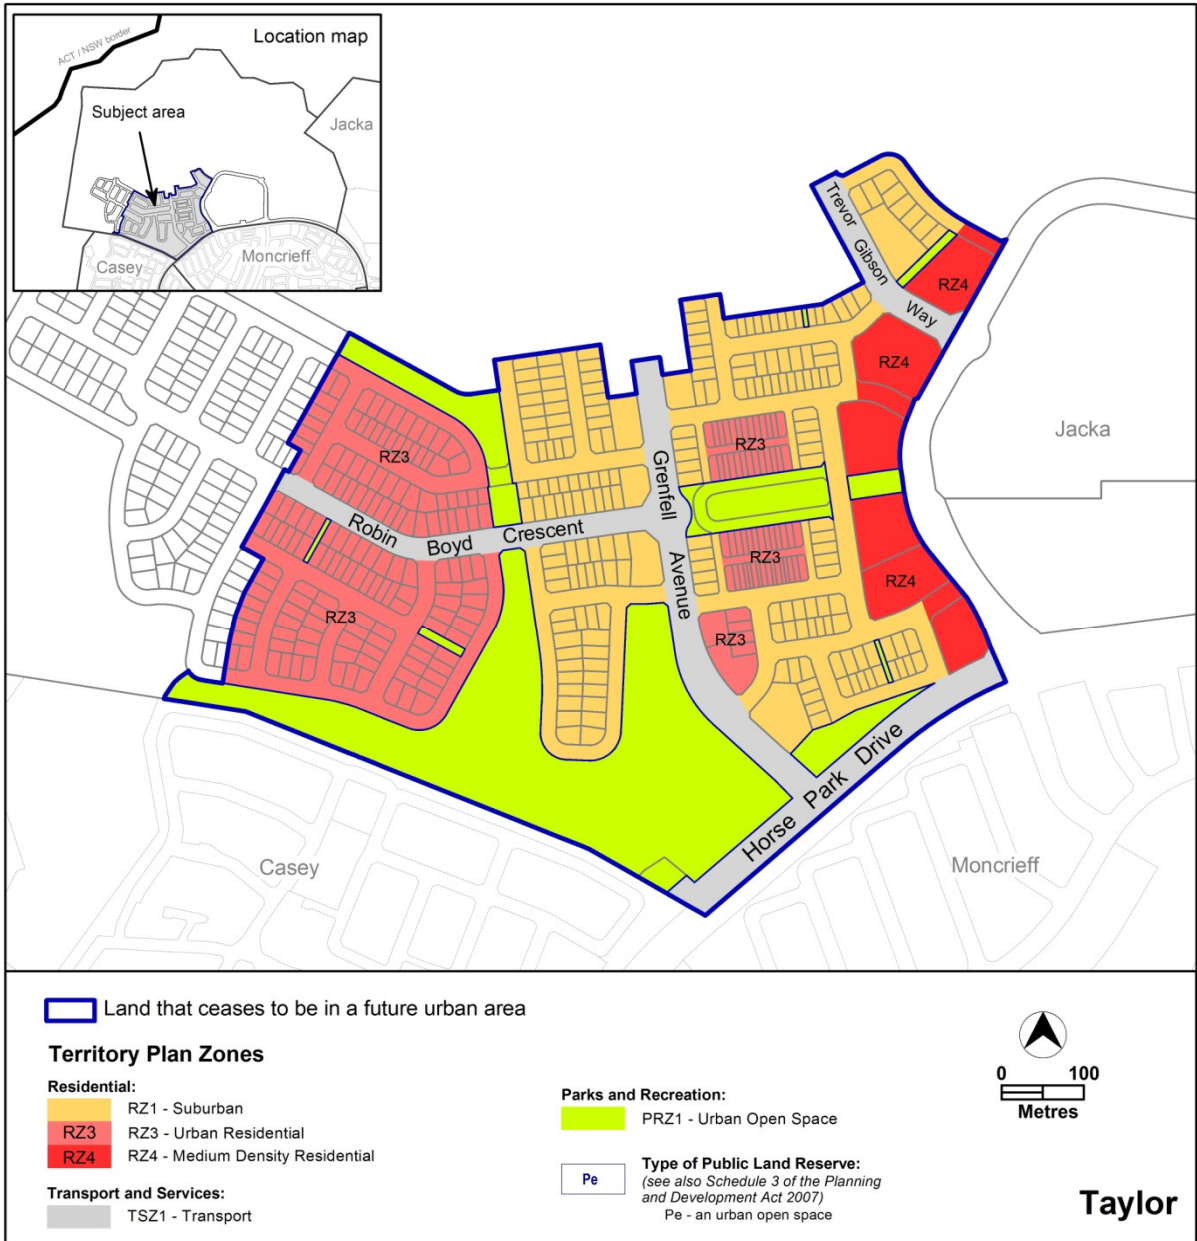 Location map
ACT / NSW border
Subject area
Jacka
Casey
Moncrieff
Trevor Gibson Way
RZ4
RZ4
RZ3
RZ3
Jacka
Grenfell Avenue
Robin Boyd Crescent
RZ3
RZ4
RZ3
RZ3
Horse Park Drive
Casey
Moncrieff
Land that ceases to be in a future urban area
Territory Plan Zones
Residential:
RZ1 - Suburban
RZ3 RZ3 - Urban Residential
RZ4 RZ4 - Medium Density Residential
Transport and Services:
TSZ1 - Transport
Parks and Recreation:
PRZ1 - Urban Open Space
Pe
Type of Public Land Reserve:
(see also Schedule 3 of the Planning
and Development Act 2007)
Pe - an urban open space
0 100
Metres
Taylor